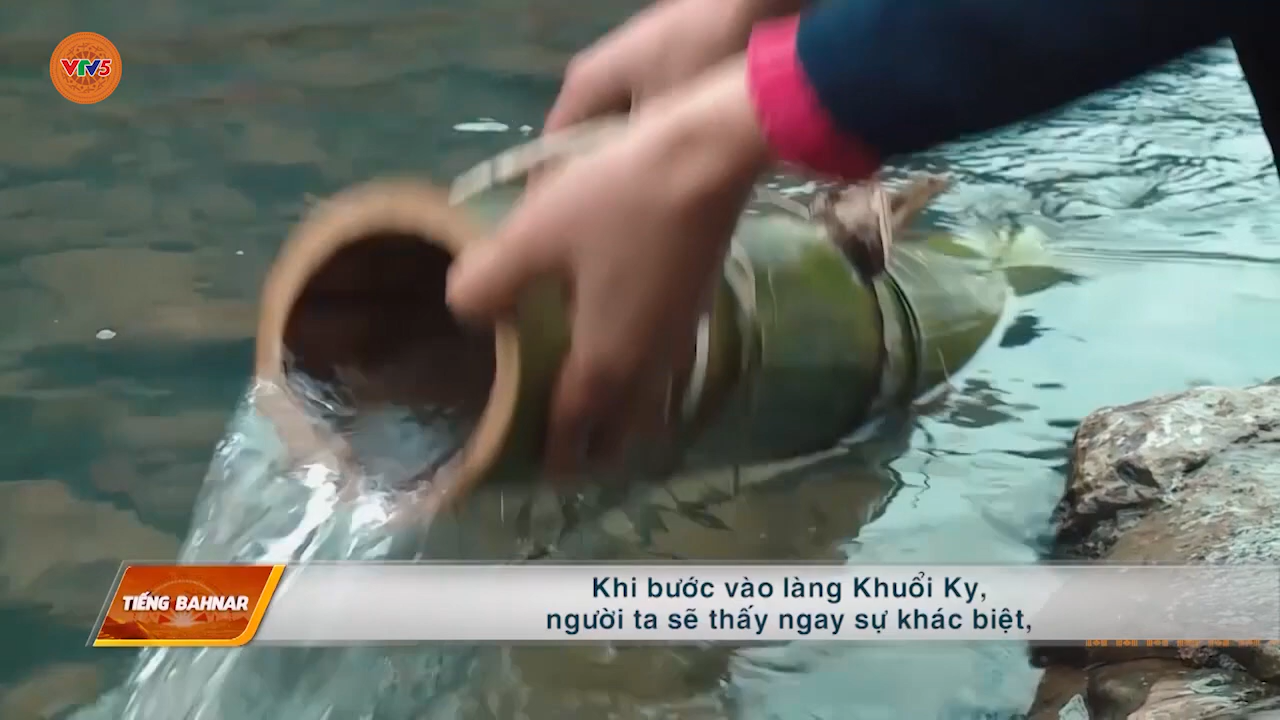 VTV5
TIẾNG BAHNAR
Khi bước vào làng Khuổi Ky,
người ta sẽ thấy ngay sự khác biệt,